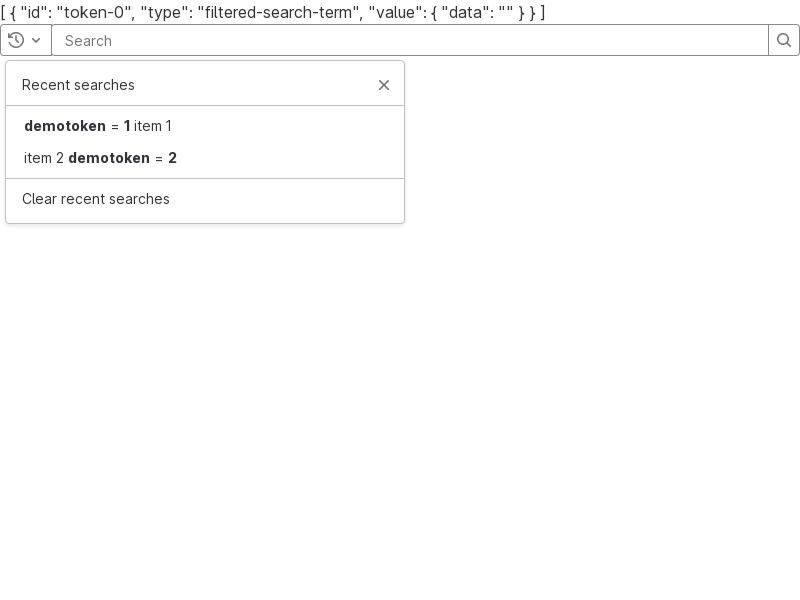 [ { "id": "token-0", "type": "filtered-search-term", "value": { "data": "" } } ]
Search
Recent searches
demotoken = 1 item 1
item 2 demotoken = 2
Clear recent searches